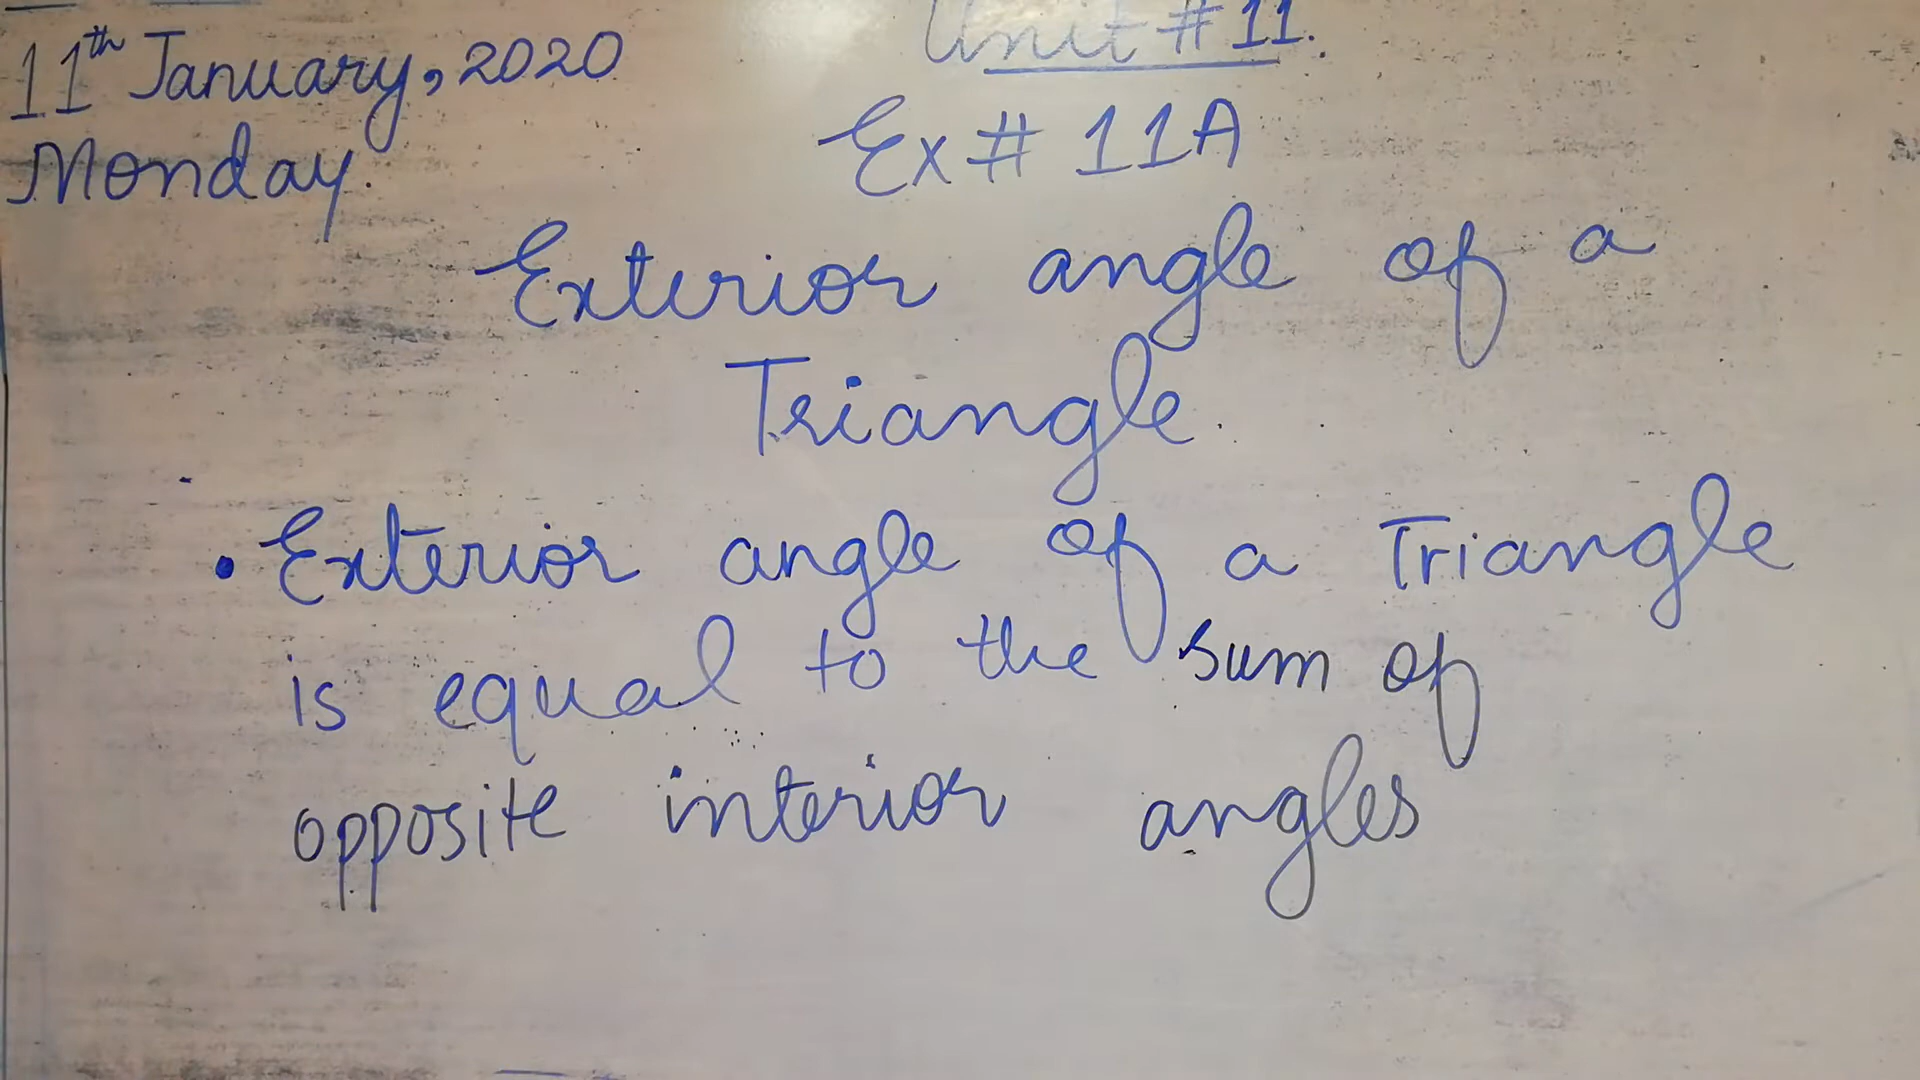 11th January, 2020
Monday.
Unit # 11.
Ex # 11A
Exterior angle of a
Triangle.
• Exterior angle of a Triangle
is equal to the sum of
opposite interior angles